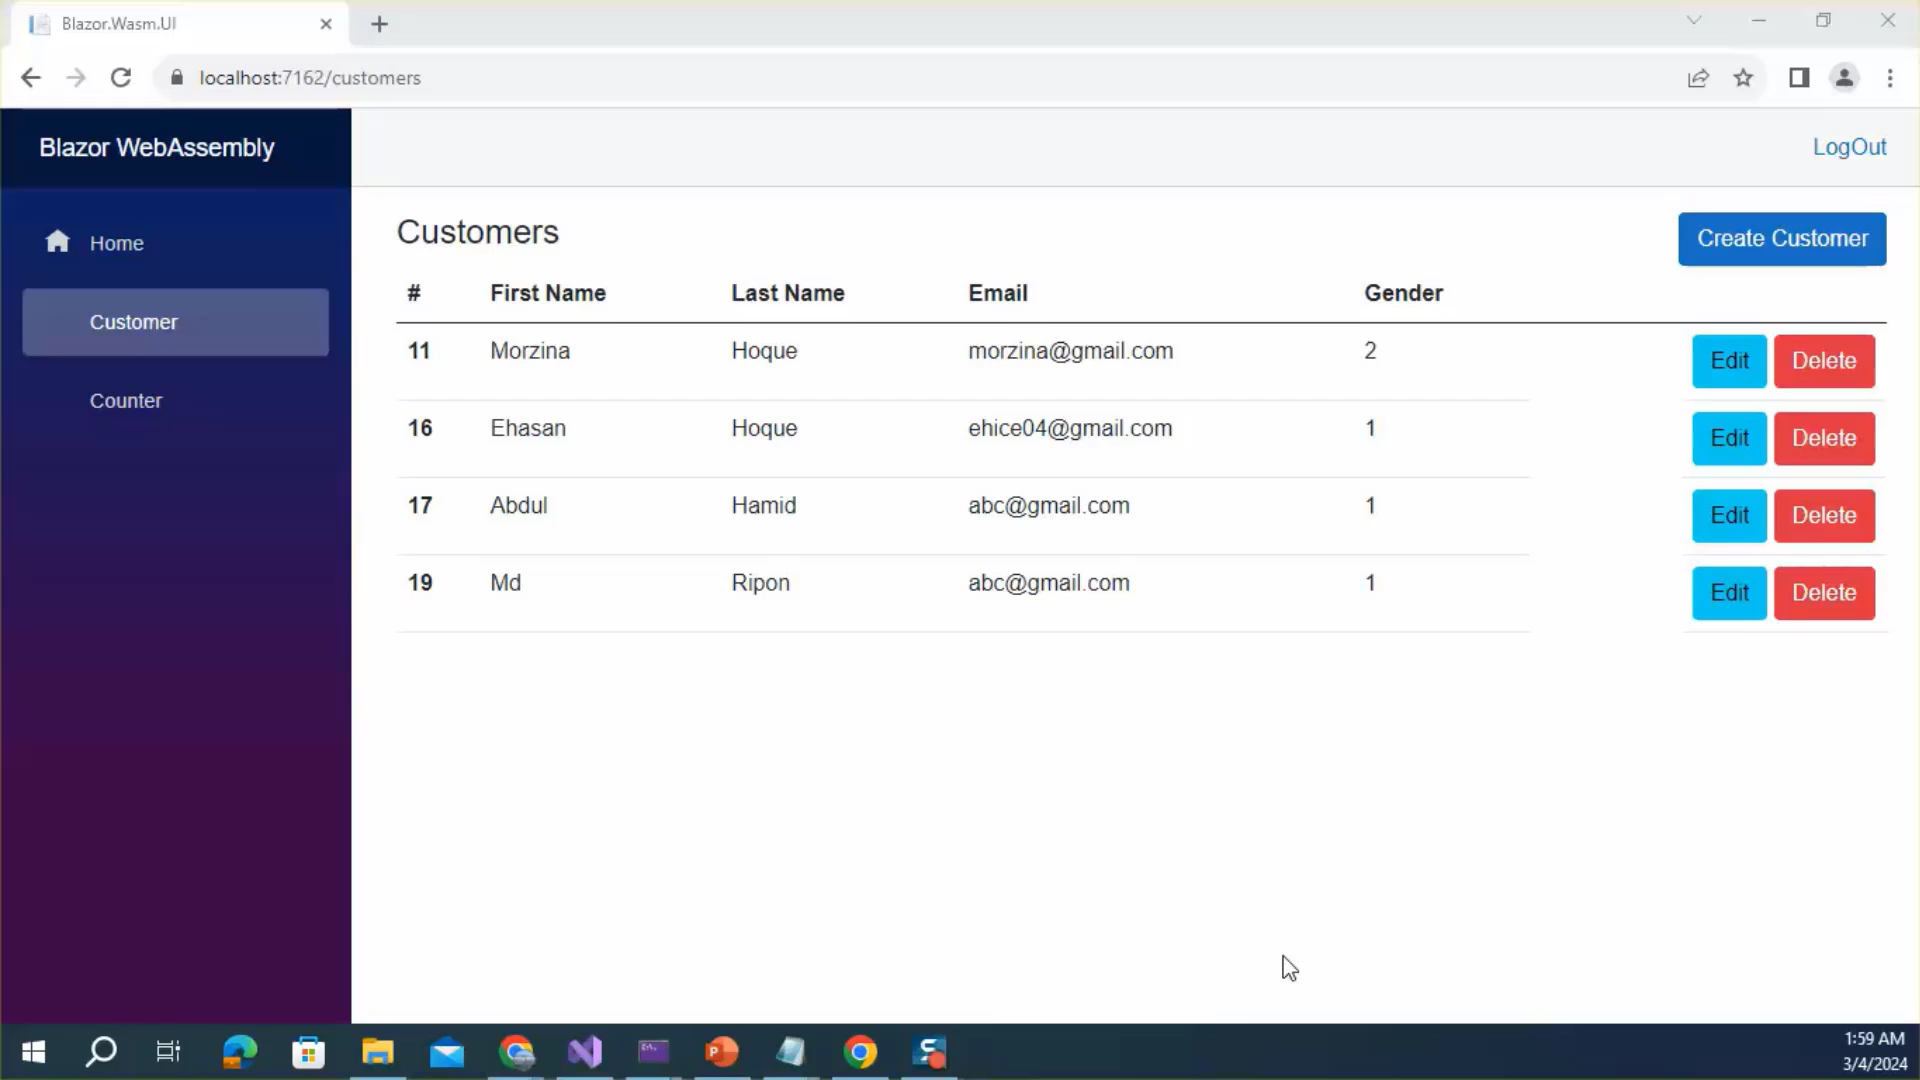 Blazor.Wasm.UI
localhost:7162/customers
Blazor WebAssembly
LogOut
Home
Customer
Counter
Customers
Create Customer
# First Name Last Name Email Gender
11 Morzina Hoque morzina@gmail.com 2 Edit Delete
16 Ehasan Hoque ehice04@gmail.com 1 Edit Delete
17 Abdul Hamid abc@gmail.com 1 Edit Delete
19 Md Ripon abc@gmail.com 1 Edit Delete
1:59 AM
3/4/2024